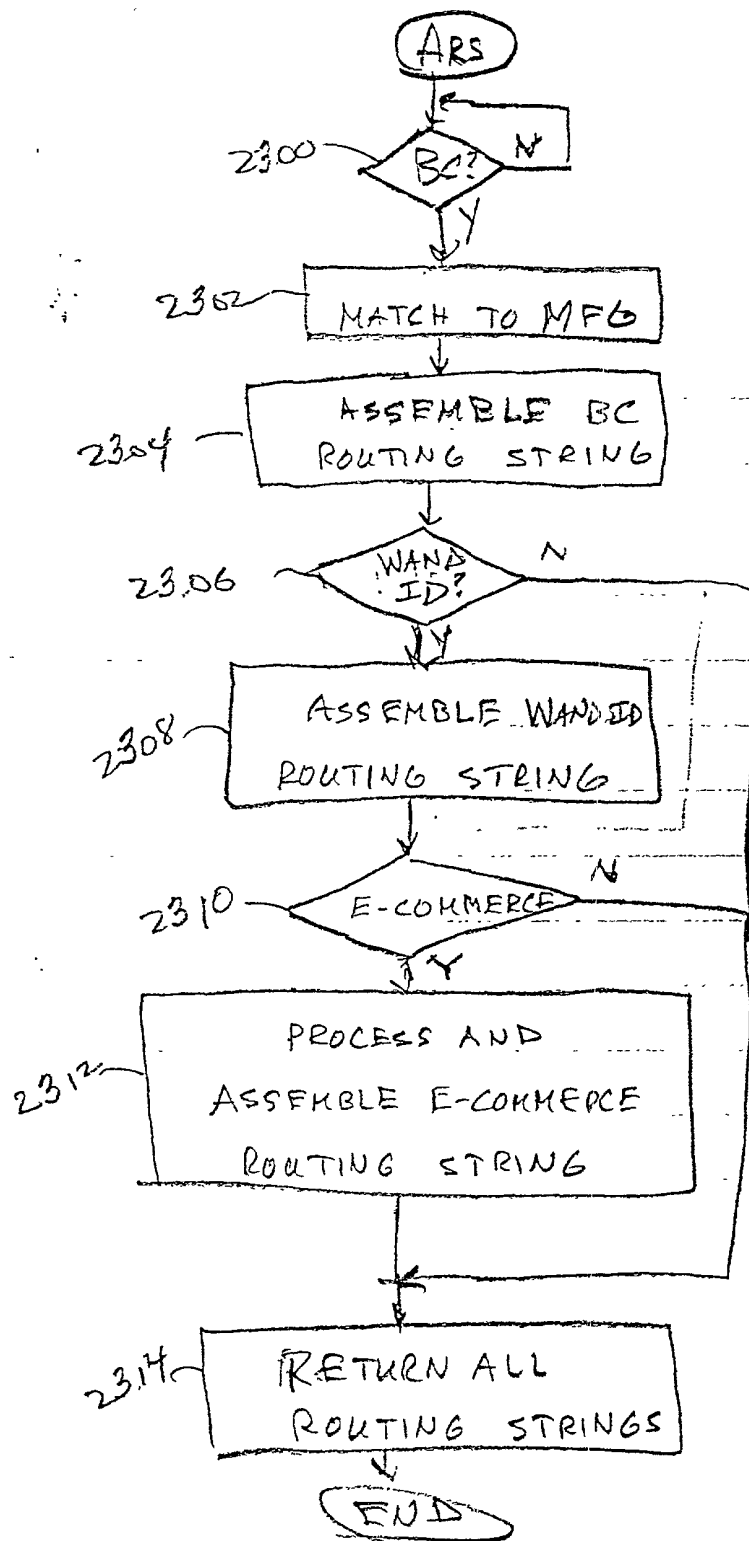 ARS
2300
BC?
N
Y
2302
MATCH TO MFG
2304
ASSEMBLE BC
ROUTING STRING
2306
WAND
ID?
N
Y
2308
ASSEMBLE WAND ID
ROUTING STRING
2310
E-COMMERCE
N
Y
2312
PROCESS AND
ASSEMBLE E-COMMERCE
ROUTING STRING
2314
RETURN ALL
ROUTING STRINGS
END